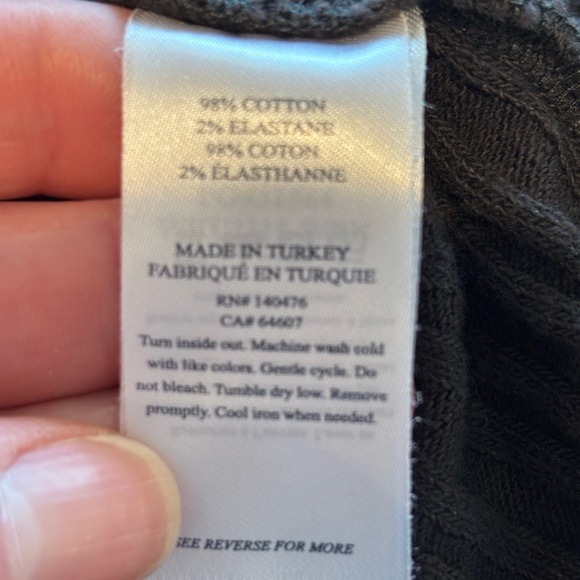 98% COTTON
2% ELASTANE
98% COTON
2% ÉLASTHANNE
MADE IN TURKEY
FABRIQUÉ EN TURQUIE
RN# 140476
CA# 64607
Turn inside out. Machine wash cold
with like colors. Gentle cycle. Do
not bleach. Tumble dry low. Remove
promptly. Cool iron when needed.
SEE REVERSE FOR MORE